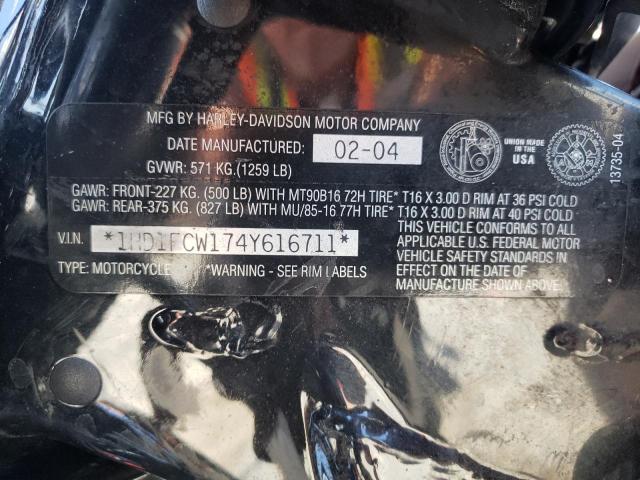 MFG BY HARLEY-DAVIDSON MOTOR COMPANY
DATE MANUFACTURED: 02-04
GVWR: 571 KG.(1259 LB)
UNION MADE IN THE USA
13735-04
GAWR: FRONT-227 KG. (500 LB) WITH MT90B16 72H TIRE* T16 X 3.00 D RIM AT 36 PSI COLD
GAWR: REAR-375 KG. (827 LB) WITH MU/85-16 77H TIRE* T16 X 3.00 D RIM AT 40 PSI COLD
V.I.N. *1HD1FCW174Y616711*
TYPE: MOTORCYCLE *WARNING - SEE RIM LABELS
THIS VEHICLE CONFORMS TO ALL
APPLICABLE U.S. FEDERAL MOTOR
VEHICLE SAFETY STANDARDS IN
EFFECT ON THE DATE OF
MANUFACTURE SHOWN ABOVE.